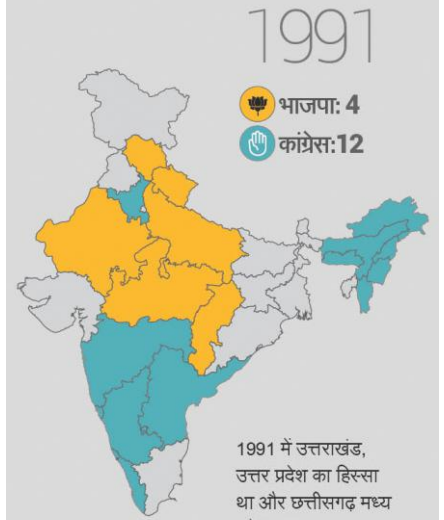 1991
भाजपा: 4
कांग्रेस:12
1991 में उत्तराखंड,
उत्तर प्रदेश का हिस्सा
था और छत्तीसगढ़ मध्य